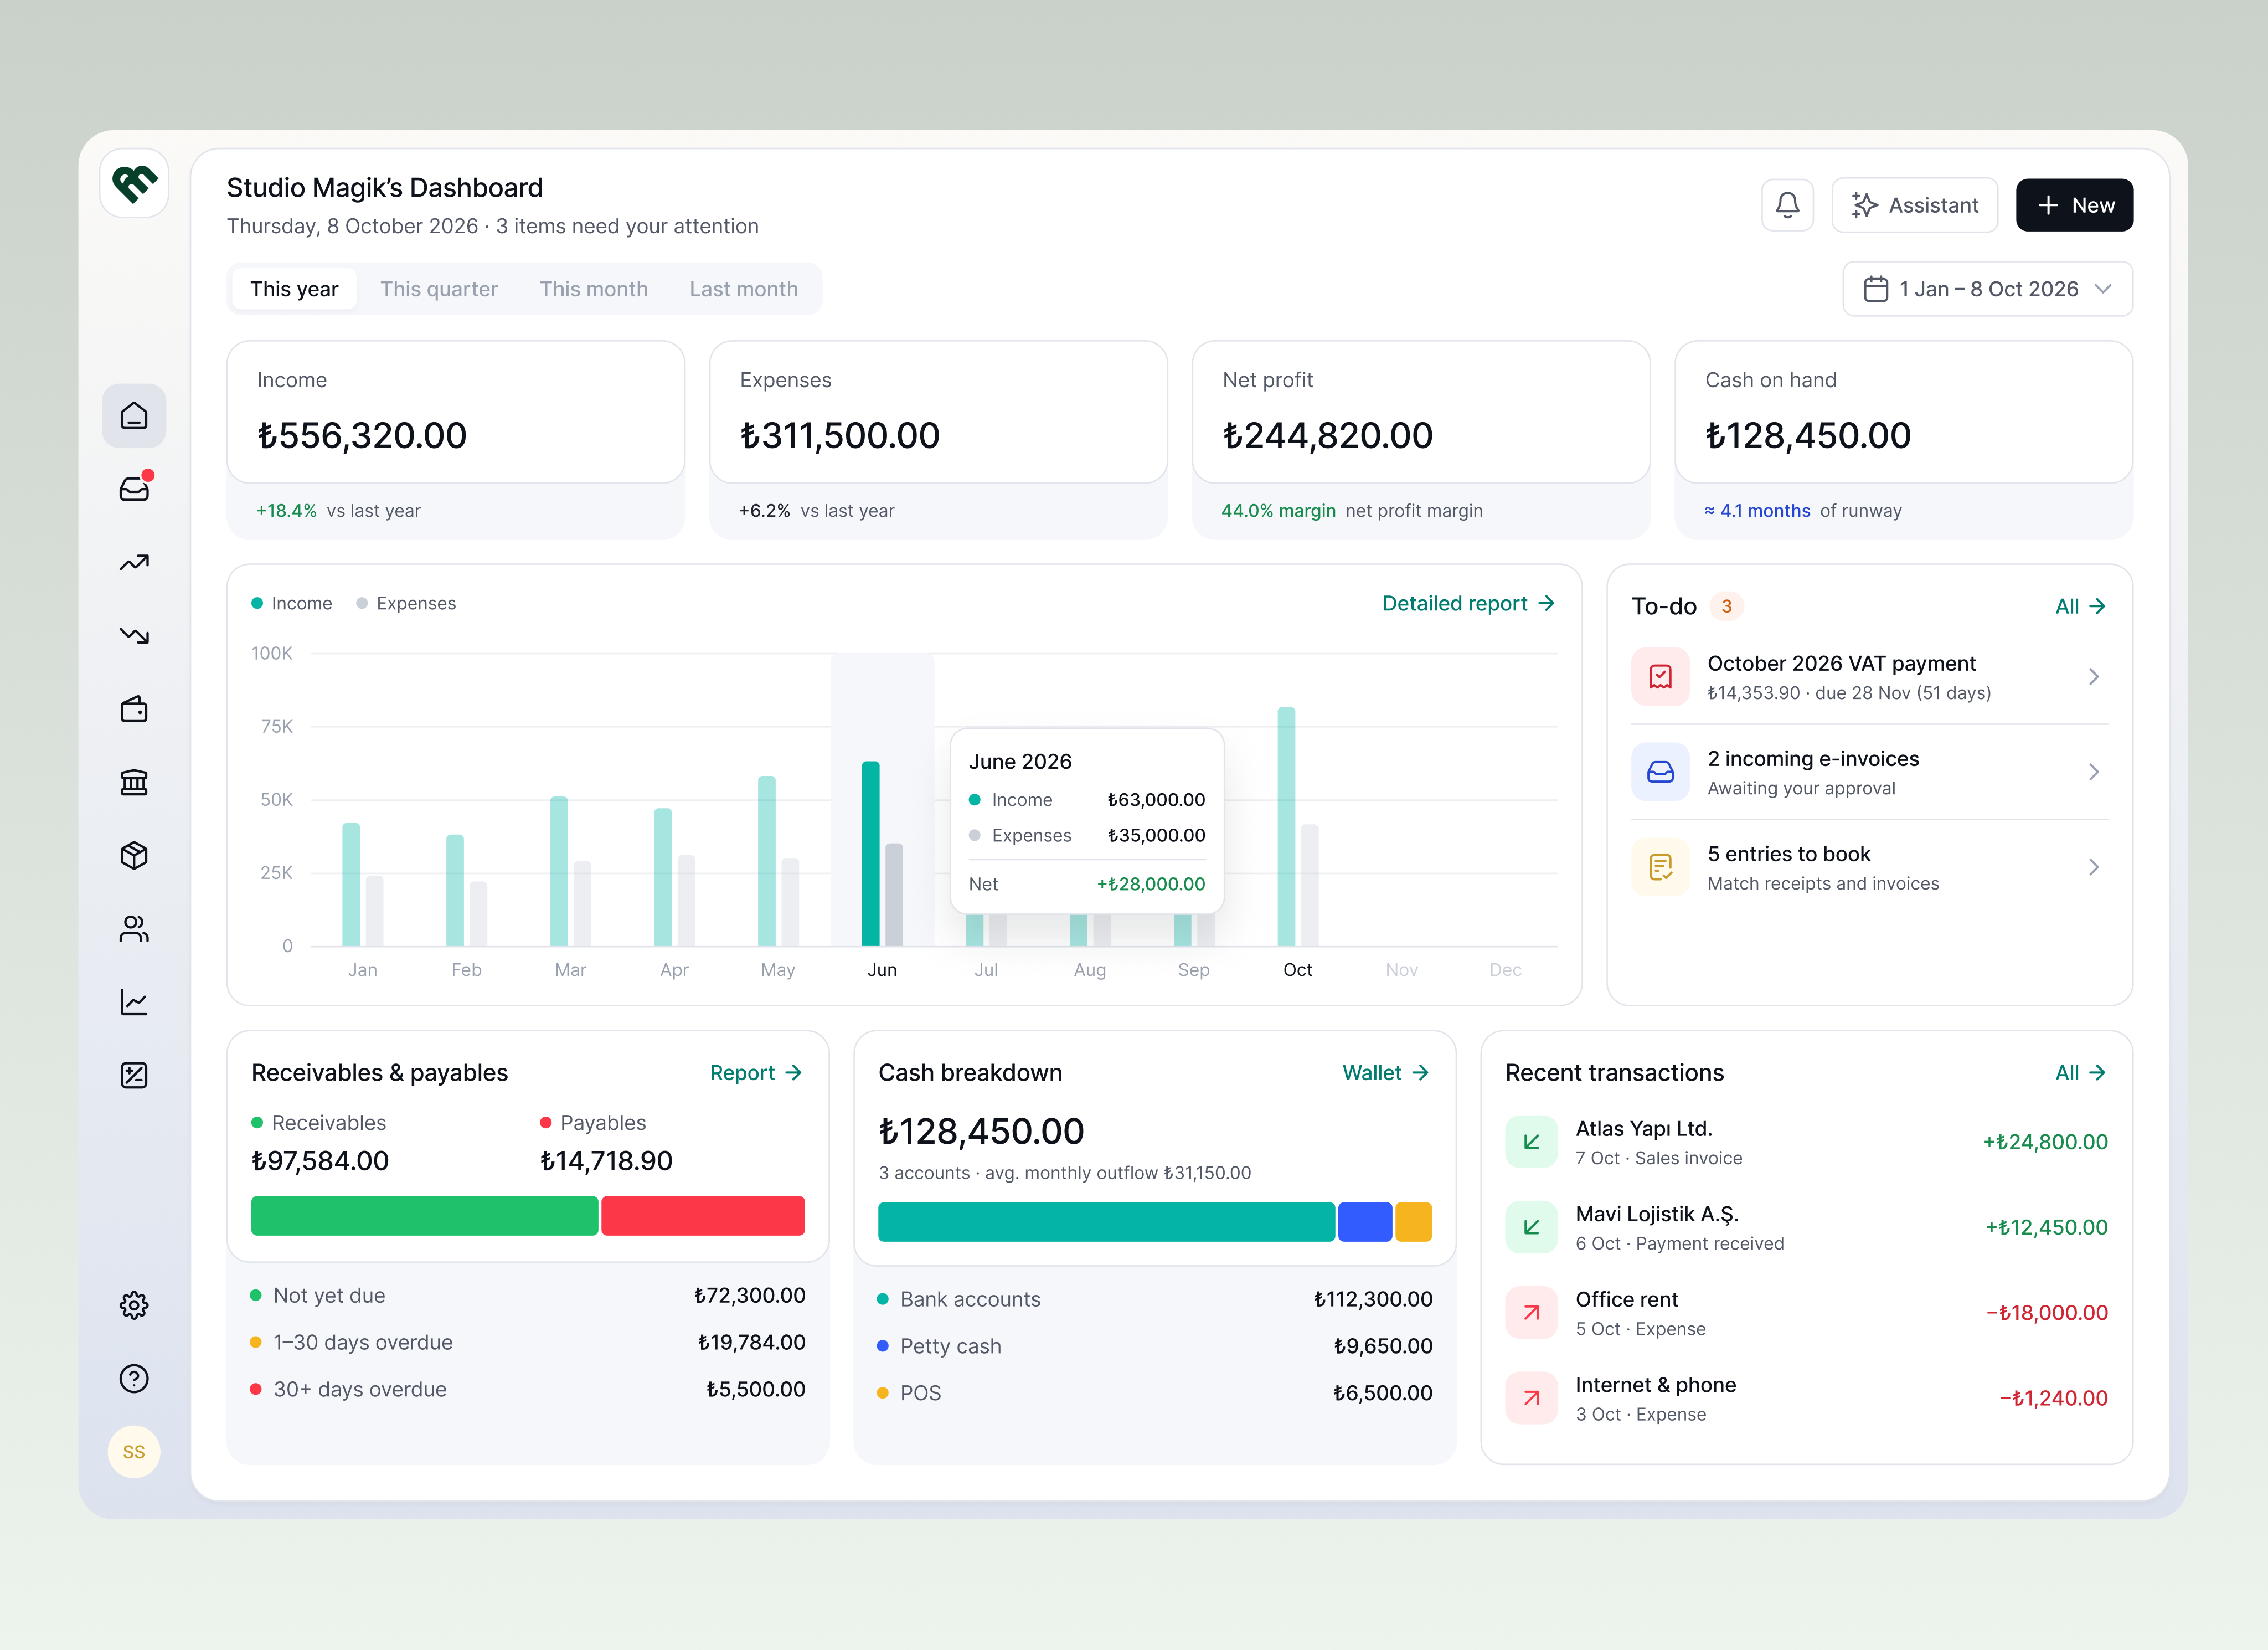 Studio Magik’s Dashboard
Thursday, 8 October 2026 · 3 items need your attention
Assistant
New
This year
This quarter
This month
Last month
1 Jan – 8 Oct 2026
Income
₺556,320.00
+18.4% vs last year
Expenses
₺311,500.00
+6.2% vs last year
Net profit
₺244,820.00
44.0% margin net profit margin
Cash on hand
₺128,450.00
≈ 4.1 months of runway
Income
Expenses
Detailed report
100K
75K
50K
25K
0
June 2026
Income ₺63,000.00
Expenses ₺35,000.00
Net +₺28,000.00
Jan
Feb
Mar
Apr
May
Jun
Jul
Aug
Sep
Oct
Nov
Dec
To-do 3
All
October 2026 VAT payment
₺14,353.90 · due 28 Nov (51 days)
2 incoming e-invoices
Awaiting your approval
5 entries to book
Match receipts and invoices
Receivables & payables
Report
Receivables
₺97,584.00
Payables
₺14,718.90
Not yet due ₺72,300.00
1–30 days overdue ₺19,784.00
30+ days overdue ₺5,500.00
Cash breakdown
Wallet
₺128,450.00
3 accounts · avg. monthly outflow ₺31,150.00
Bank accounts ₺112,300.00
Petty cash ₺9,650.00
POS ₺6,500.00
Recent transactions
All
Atlas Yapı Ltd.
7 Oct · Sales invoice
+₺24,800.00
Mavi Lojistik A.Ş.
6 Oct · Payment received
+₺12,450.00
Office rent
5 Oct · Expense
−₺18,000.00
Internet & phone
3 Oct · Expense
−₺1,240.00
SS